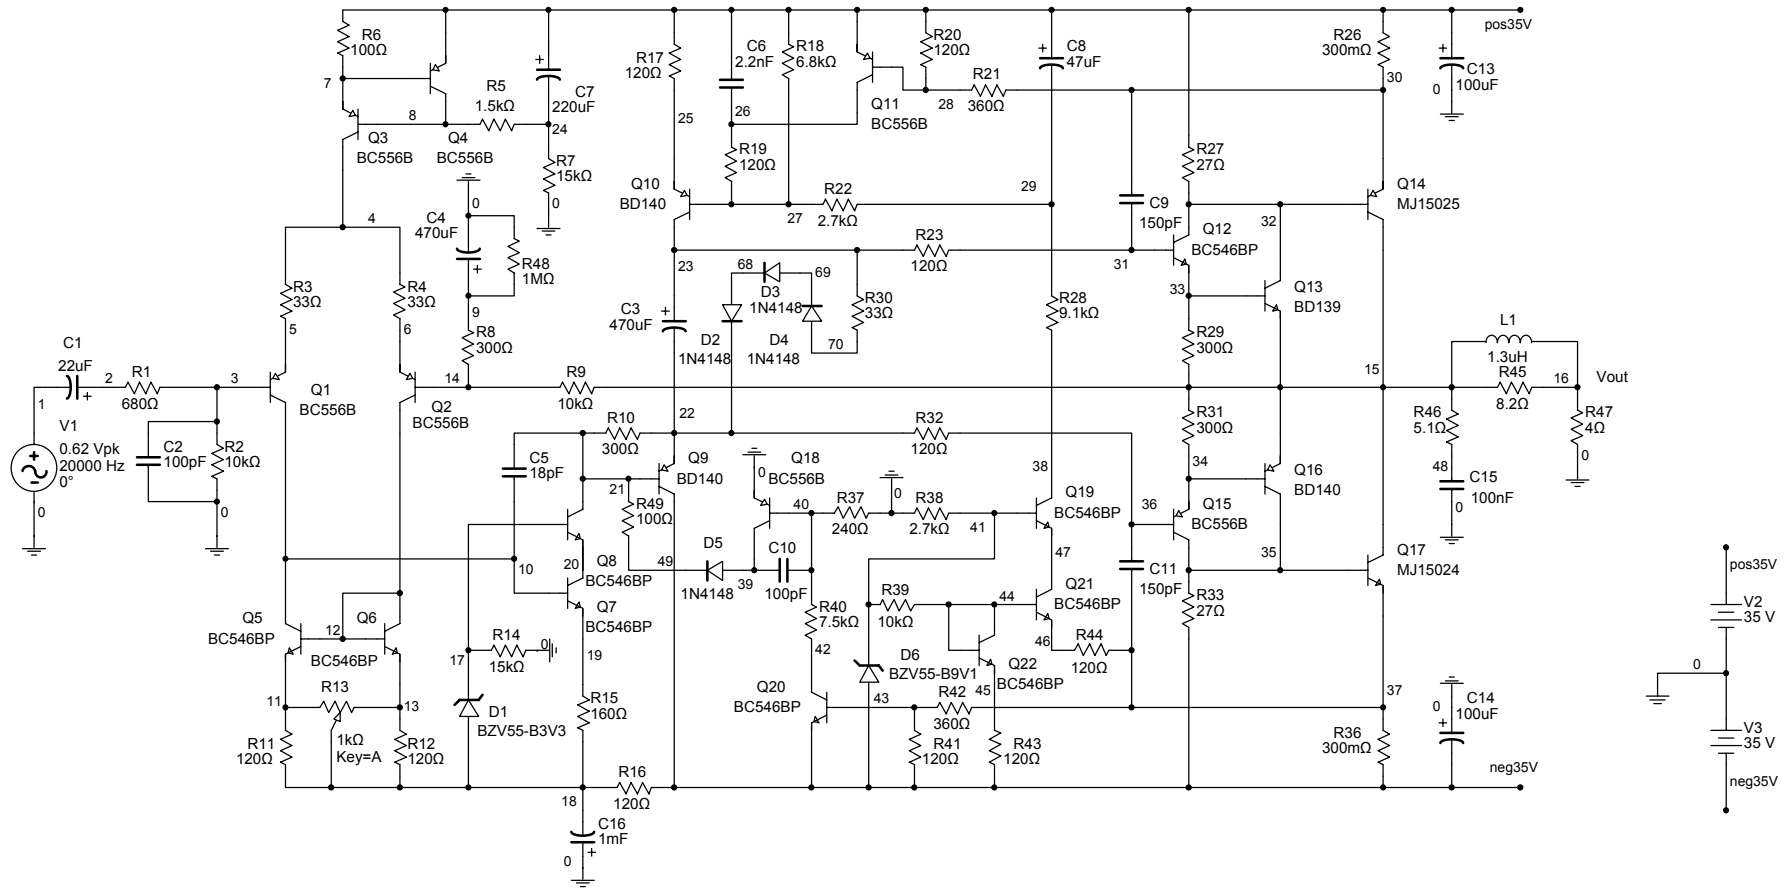 pos35V
R6
100Ω
7
Q3
BC556B
8
Q4
BC556B
R5
1.5kΩ
C7
220uF
24
R7
15kΩ
0
R17
120Ω
C6
2.2nF
R18
6.8kΩ
26
R19
120Ω
25
Q11
BC556B
R20
120Ω
R21
360Ω
28
C8
47uF
R26
300mΩ
30
C13
100uF
0
R27
27Ω
4
0
C4
470uF
R48
1MΩ
9
R8
300Ω
Q10
BD140
27
R22
2.7kΩ
29
C9
150pF
Q12
BC546BP
32
Q14
MJ15025
R3
33Ω
5
R4
33Ω
6
23
R23
120Ω
31
68
D3
1N4148
69
D2
1N4148
D4
1N4148
R30
33Ω
70
C3
470uF
R28
9.1kΩ
33
Q13
BD139
R29
300Ω
L1
1.3uH
R45
8.2Ω
15
16
Vout
C1
22uF
2
R1
680Ω
3
Q1
BC556B
14
Q2
BC556B
R9
10kΩ
1
V1
0.62 Vpk
20000 Hz
0°
0
C2
100pF
R2
10kΩ
0
22
R10
300Ω
C5
18pF
R32
120Ω
R31
300Ω
34
R46
5.1Ω
R47
4Ω
0
48
C15
100nF
0
Q9
BD140
21
R49
100Ω
0
Q18
BC556B
40
R37
240Ω
0
R38
2.7kΩ
41
38
Q19
BC546BP
36
Q15
BC556B
Q16
BD140
35
Q17
MJ15024
10
20
Q8
BC546BP
Q7
BC546BP
49
D5
1N4148
39
C10
100pF
47
Q21
BC546BP
C11
150pF
R33
27Ω
pos35V
V2
35 V
0
V3
35 V
neg35V
Q5
BC546BP
12
Q6
BC546BP
17
R14
15kΩ
0
19
R40
7.5kΩ
42
R39
10kΩ
44
46
R44
120Ω
D6
BZV55-B9V1
Q22
BC546BP
45
11
R13
13
1kΩ
Key=A
R11
120Ω
R12
120Ω
D1
BZV55-B3V3
R15
160Ω
Q20
BC546BP
43
R42
360Ω
R41
120Ω
R43
120Ω
37
R36
300mΩ
0
C14
100uF
neg35V
18
R16
120Ω
C16
1mF
0